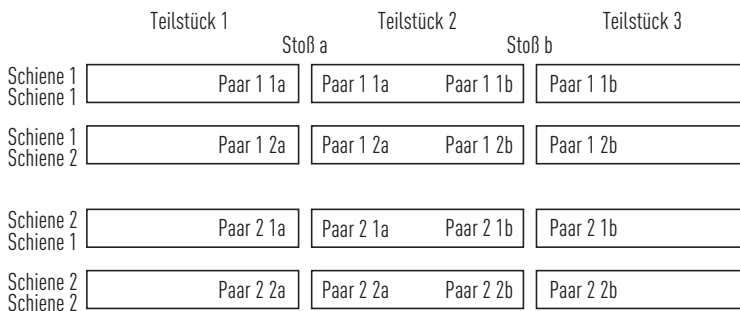 Teilstück 1 Teilstück 2 Teilstück 3
Stoß a Stoß b
Schiene 1
Schiene 1
Paar 1 1a Paar 1 1a Paar 1 1b Paar 1 1b
Schiene 1
Schiene 2
Paar 1 2a Paar 1 2a Paar 1 2b Paar 1 2b
Schiene 2
Schiene 1
Paar 2 1a Paar 2 1a Paar 2 1b Paar 2 1b
Schiene 2
Schiene 2
Paar 2 2a Paar 2 2a Paar 2 2b Paar 2 2b